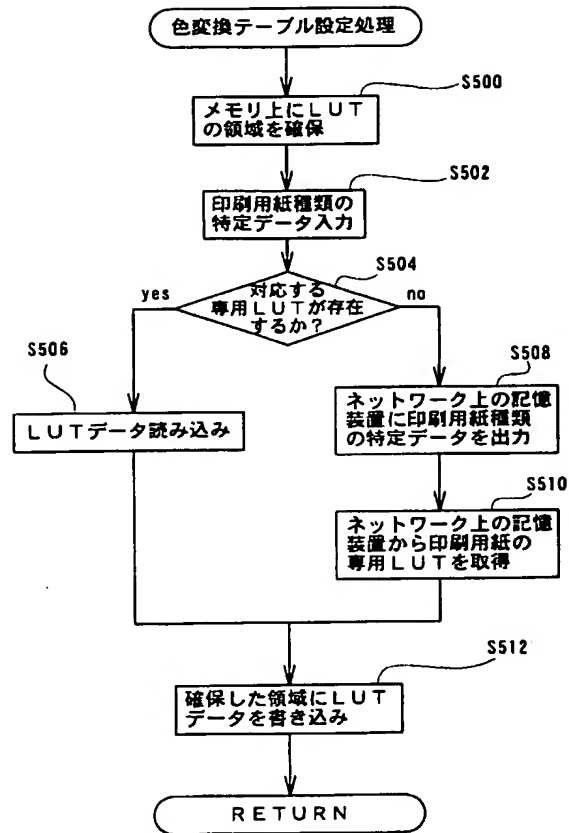 色変換テーブル設定処理
S500
メモリ上にLUT
の領域を確保
S502
印刷用紙種類の
特定データ入力
S504
yes
対応する
専用LUTが存在
するか?
no
S506
LUTデータ読み込み
S508
ネットワーク上の記憶
装置に印刷用紙種類
の特定データを出力
S510
ネットワーク上の記憶
装置から印刷用紙の
専用LUTを取得
S512
確保した領域にLUT
データを書き込み
RETURN